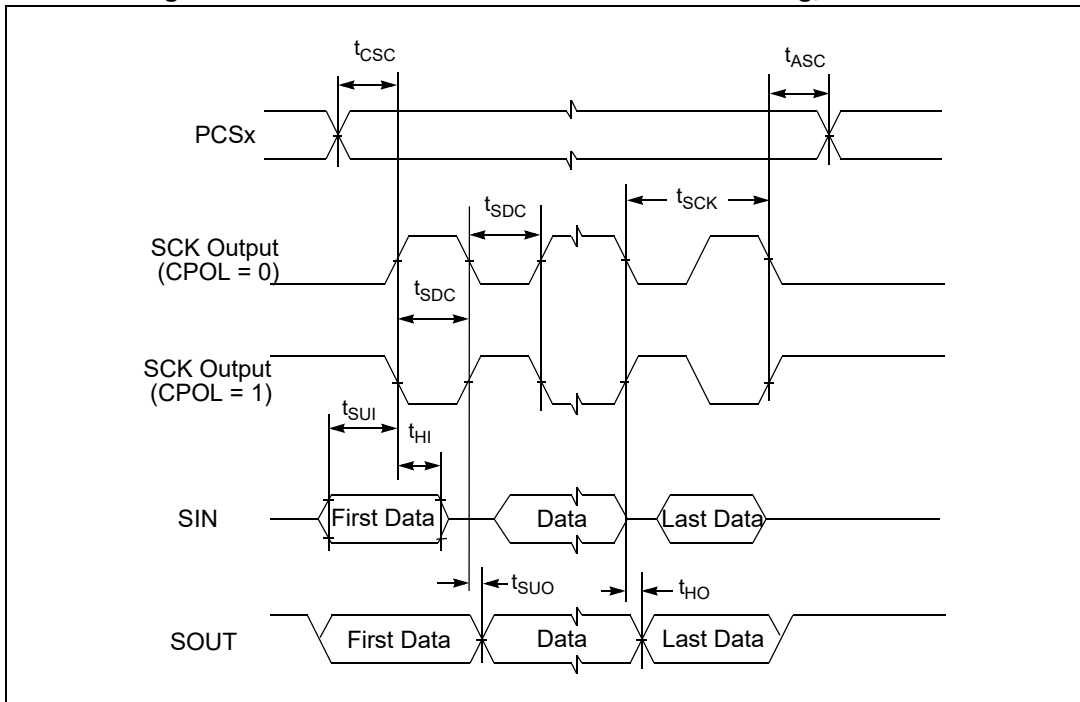 tCSC
tASC
PCSx
tSCK
tSDC
SCK Output
(CPOL = 0)
tSDC
SCK Output
(CPOL = 1)
tSUI
tHI
SIN
First Data
Data
Last Data
tSUO
tHO
SOUT
First Data
Data
Last Data